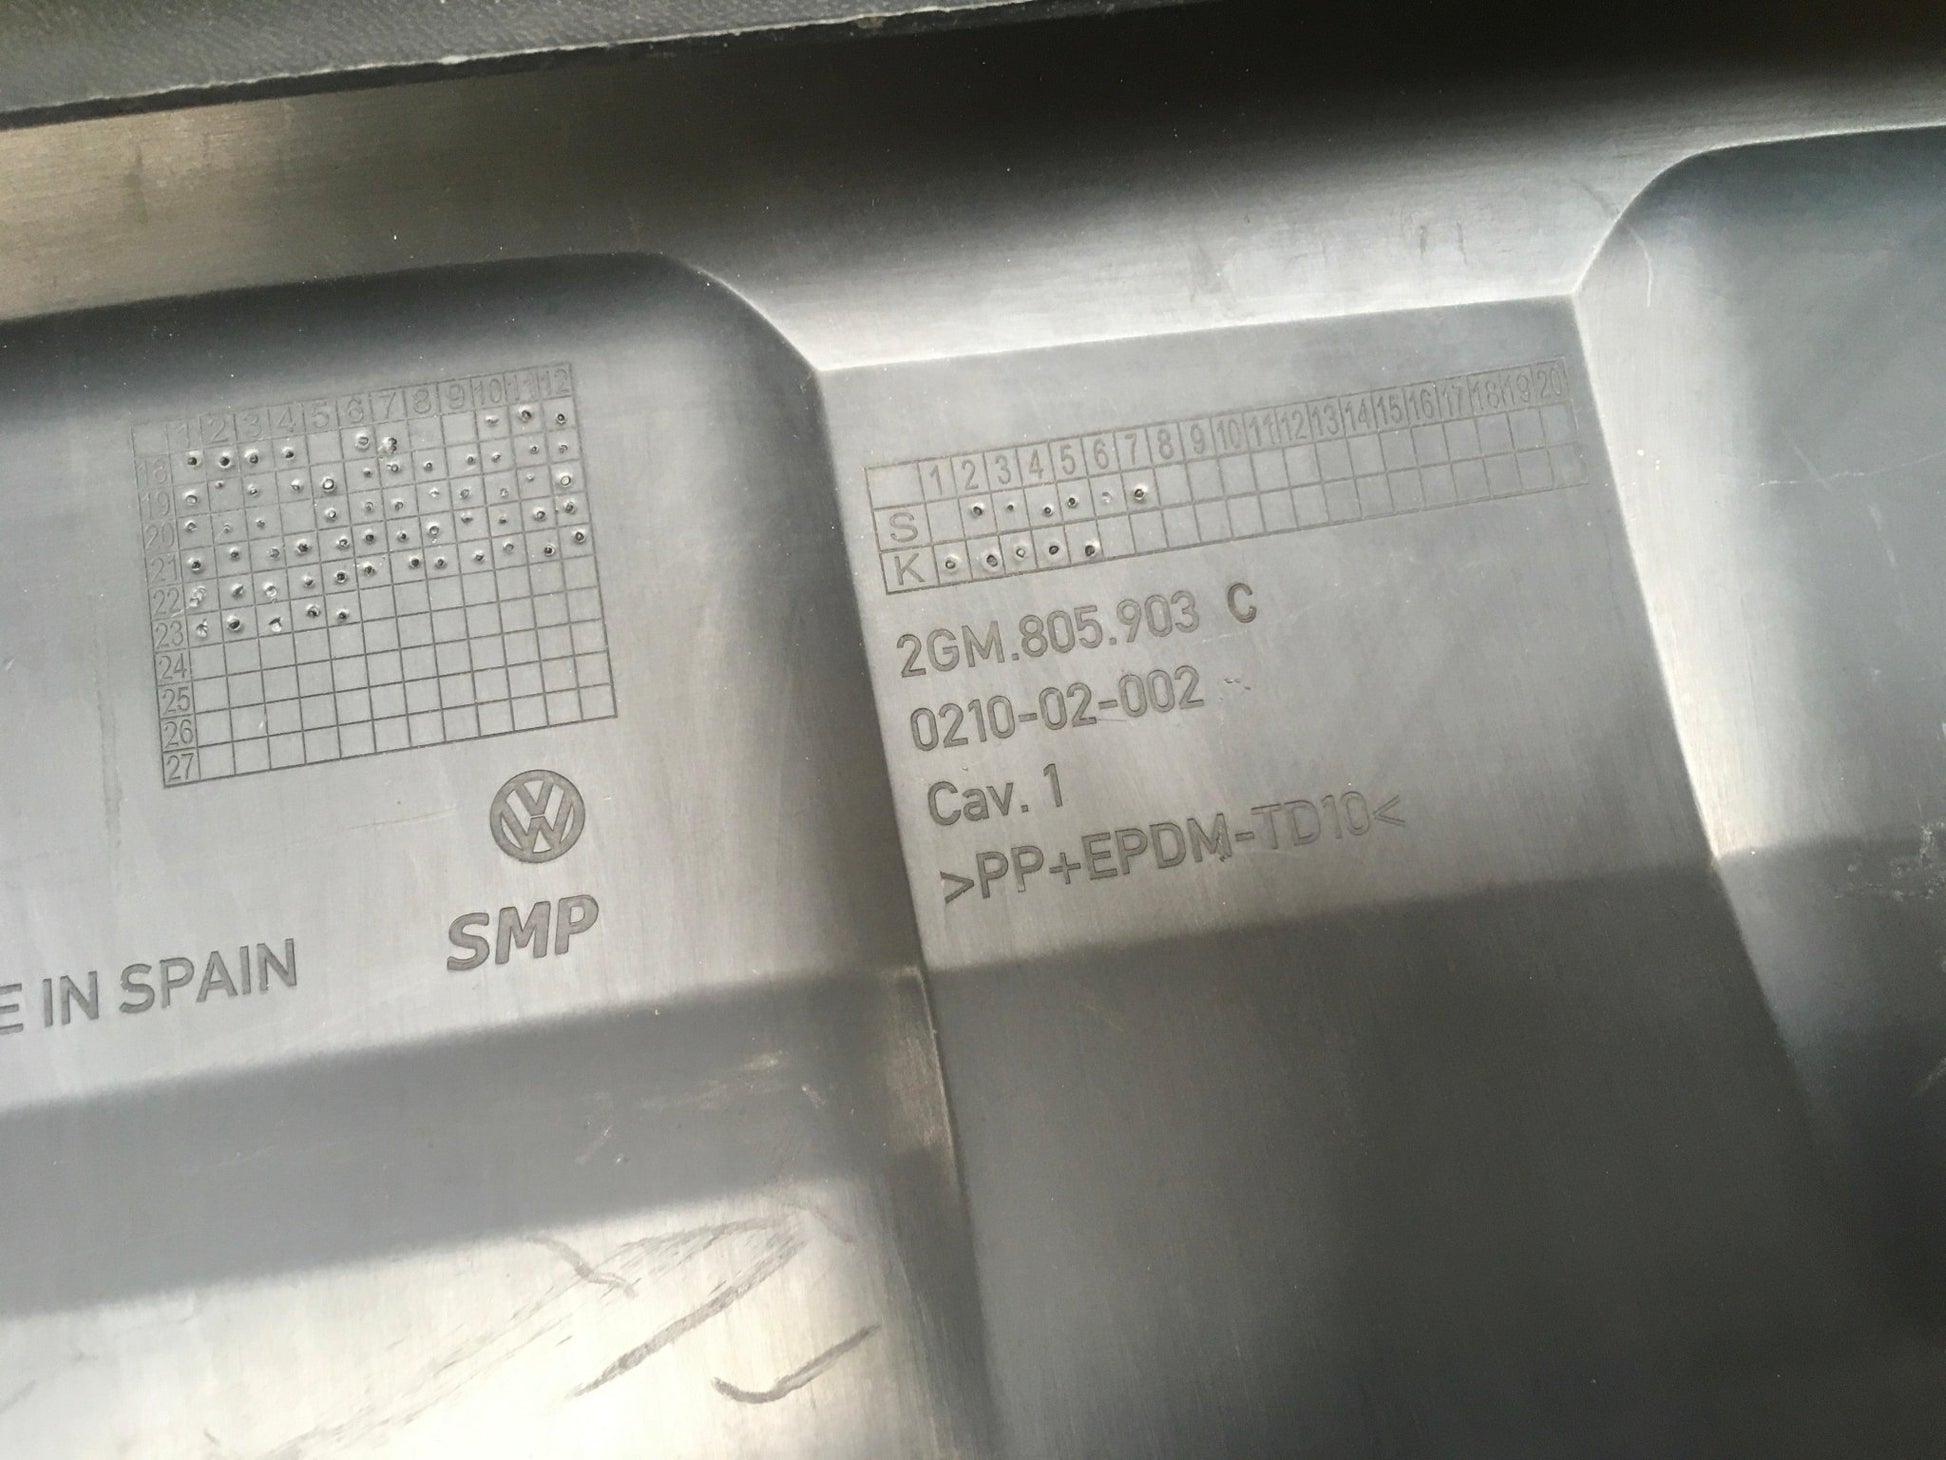 1 2 3 4 5 6 7 8 9 10 11 12
18
19
20
21
22
23
24
25
26
27
SMP
E IN SPAIN
1 2 3 4 5 6 7 8 9 10 11 12 13 14 15 16 17 18 19 20
S
K
2GM.805.903 C
0210-02-002
Cav. 1
>PP+EPDM-TD10<